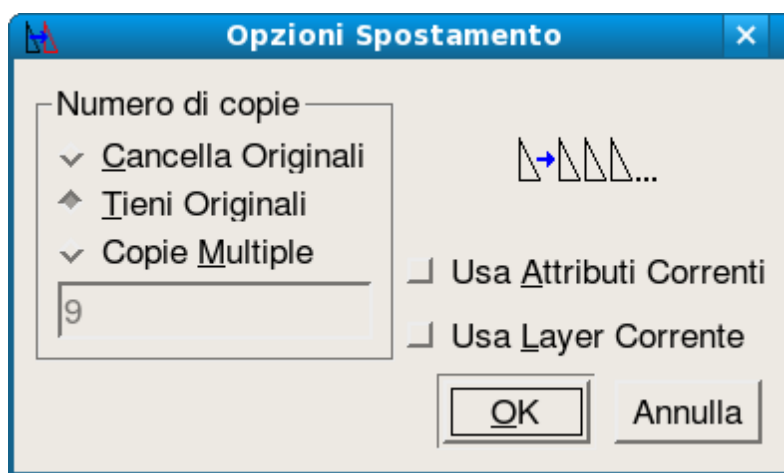 Opzioni Spostamento
Numero di copie
Cancella Originali
Tieni Originali
Copie Multiple
9
...
Usa Attributi Correnti
Usa Layer Corrente
OK
Annulla